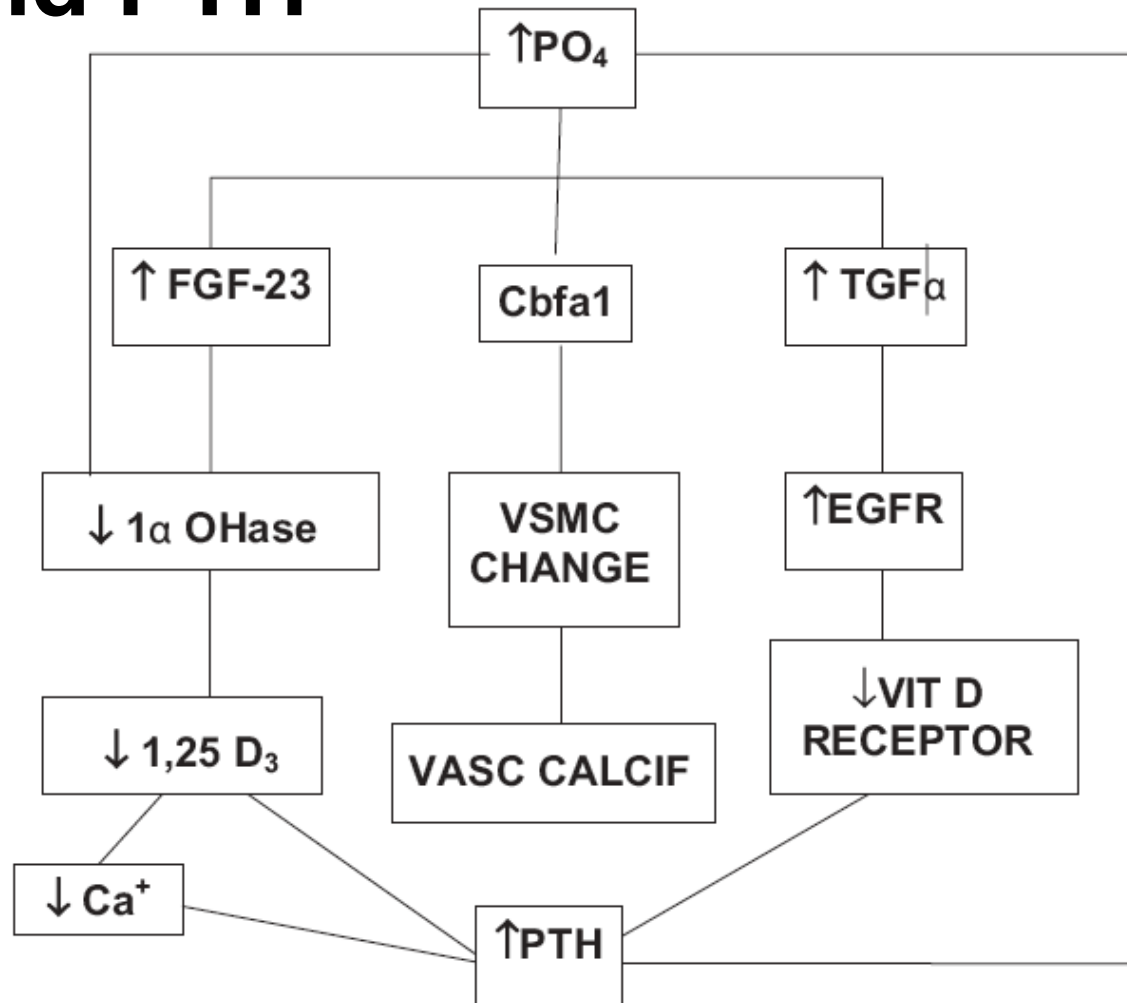 ↑PO₄
↑ FGF-23
Cbfa1
↑ TGFα
↓ 1α OHase
VSMC
CHANGE
↑EGFR
↓ 1,25 D₃
VASC CALCIF
↓VIT D
RECEPTOR
↓ Ca⁺
↑PTH